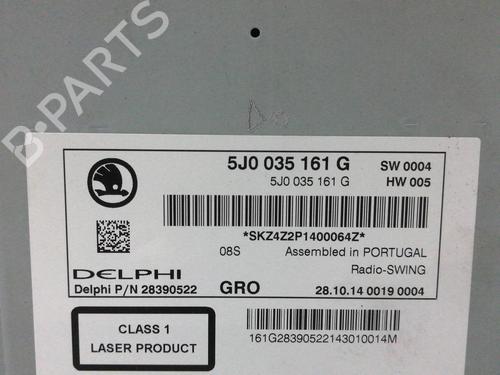 B-PARTS
5J0 035 161 G SW 0004
5J0 035 161 G HW 005
*SKZ4Z2P1400064Z*
08S Assembled in PORTUGAL
Radio-SWING
DELPHI
Delphi P/N 28390522 GRO 28.10.14 0019 0004
CLASS 1
LASER PRODUCT
161G28390522143010014M